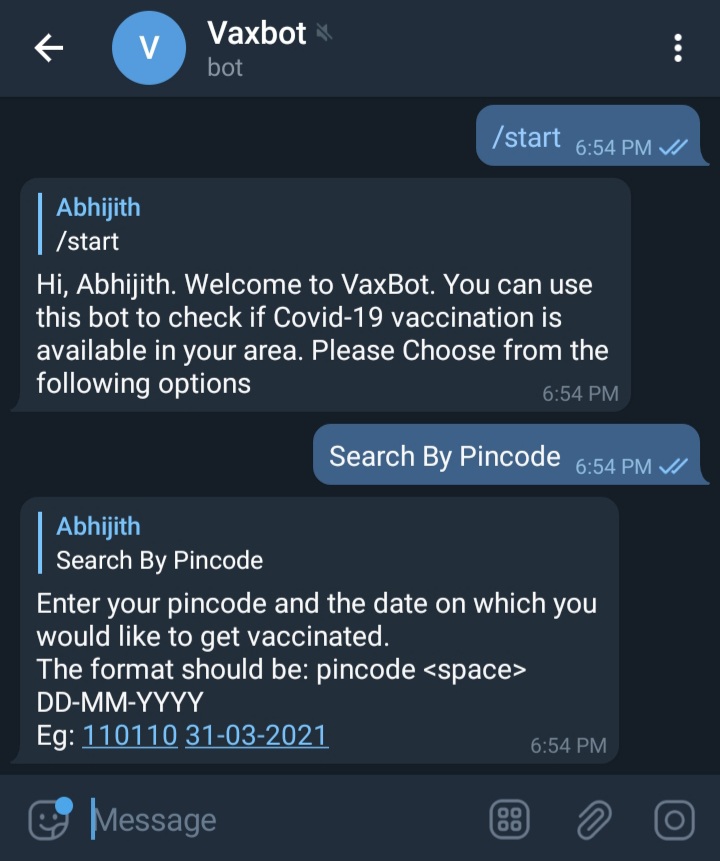 V
Vaxbot
bot
/start 6:54 PM
Abhijith
/start
Hi, Abhijith. Welcome to VaxBot. You can use
this bot to check if Covid-19 vaccination is
available in your area. Please Choose from the
following options
6:54 PM
Search By Pincode 6:54 PM
Abhijith
Search By Pincode
Enter your pincode and the date on which you
would like to get vaccinated.
The format should be: pincode <space>
DD-MM-YYYY
Eg: 110110 31-03-2021
6:54 PM
Message